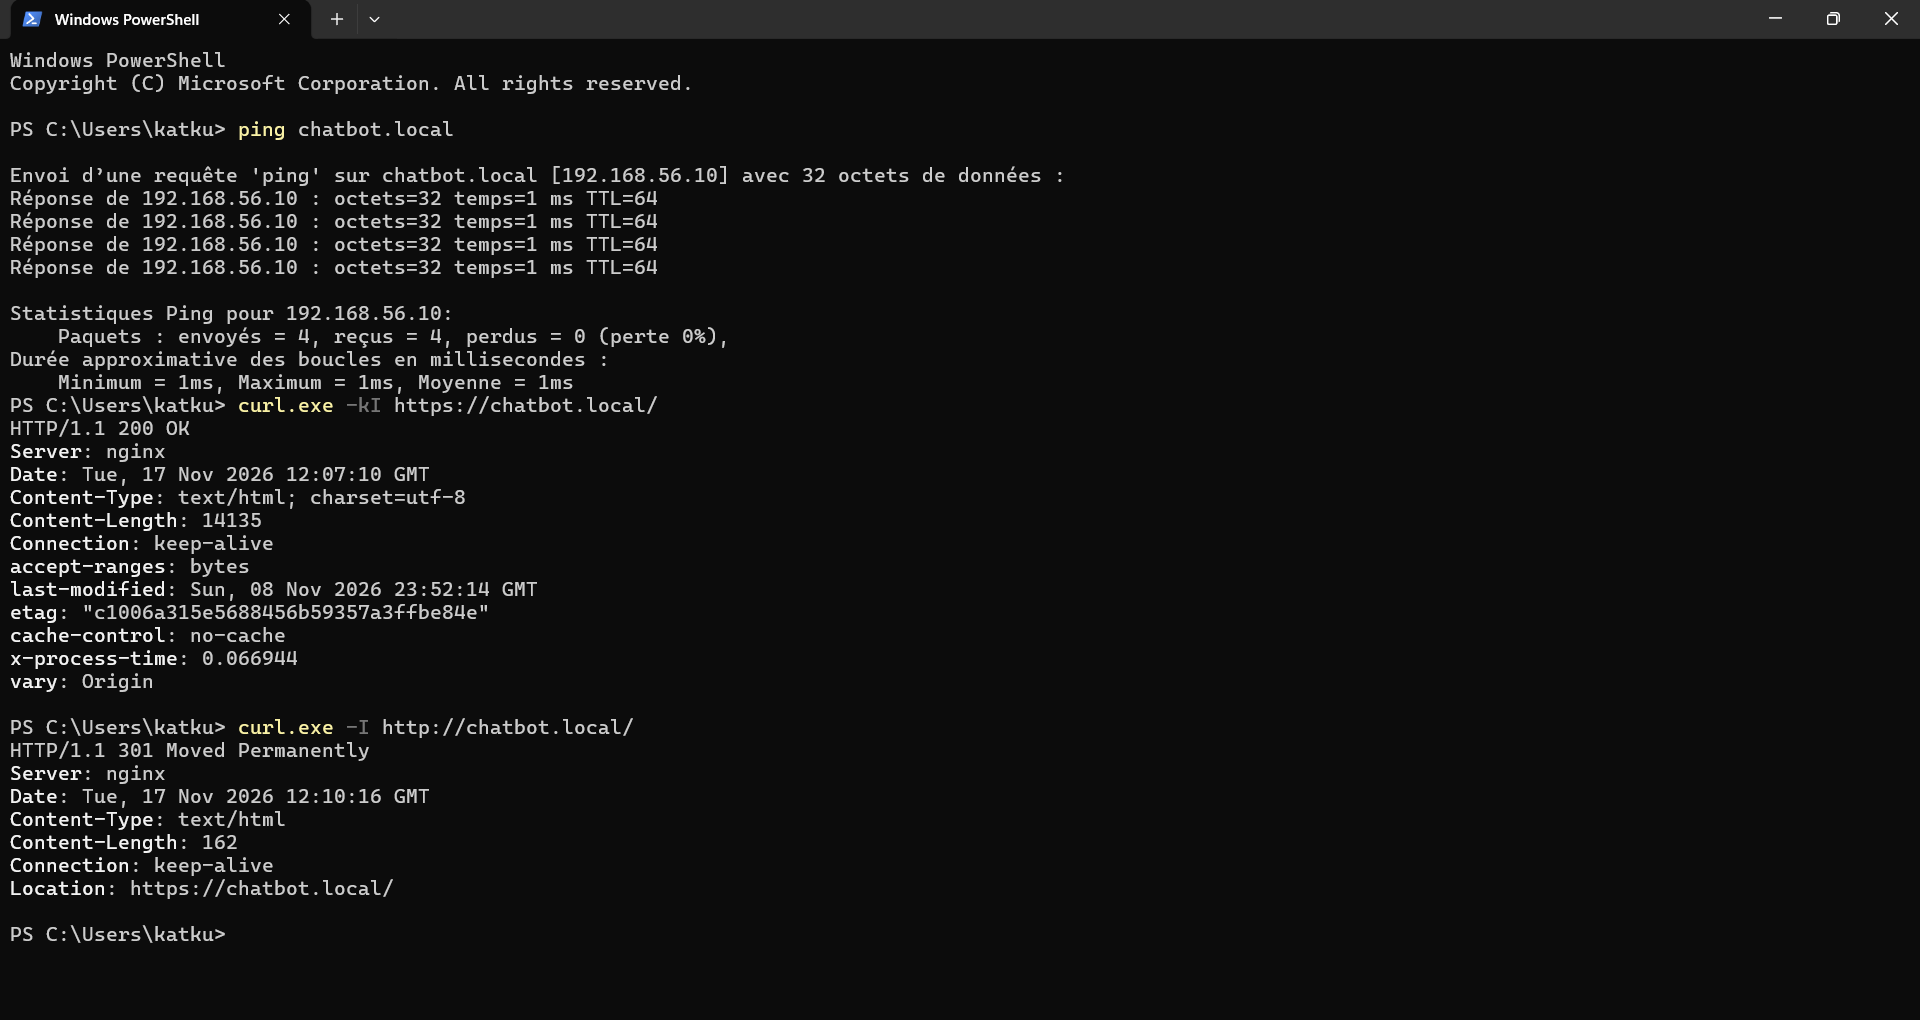 Windows PowerShell
Windows PowerShell
Copyright (C) Microsoft Corporation. All rights reserved.
PS C:\Users\katku> ping chatbot.local
Envoi d’une requête 'ping' sur chatbot.local [192.168.56.10] avec 32 octets de données :
Réponse de 192.168.56.10 : octets=32 temps=1 ms TTL=64
Réponse de 192.168.56.10 : octets=32 temps=1 ms TTL=64
Réponse de 192.168.56.10 : octets=32 temps=1 ms TTL=64
Réponse de 192.168.56.10 : octets=32 temps=1 ms TTL=64
Statistiques Ping pour 192.168.56.10:
    Paquets : envoyés = 4, reçus = 4, perdus = 0 (perte 0%),
Durée approximative des boucles en millisecondes :
    Minimum = 1ms, Maximum = 1ms, Moyenne = 1ms
PS C:\Users\katku> curl.exe -kI https://chatbot.local/
HTTP/1.1 200 OK
Server: nginx
Date: Tue, 17 Nov 2026 12:07:10 GMT
Content-Type: text/html; charset=utf-8
Content-Length: 14135
Connection: keep-alive
accept-ranges: bytes
last-modified: Sun, 08 Nov 2026 23:52:14 GMT
etag: "c1006a315e5688456b59357a3ffbe84e"
cache-control: no-cache
x-process-time: 0.066944
vary: Origin
PS C:\Users\katku> curl.exe -I http://chatbot.local/
HTTP/1.1 301 Moved Permanently
Server: nginx
Date: Tue, 17 Nov 2026 12:10:16 GMT
Content-Type: text/html
Content-Length: 162
Connection: keep-alive
Location: https://chatbot.local/
PS C:\Users\katku>